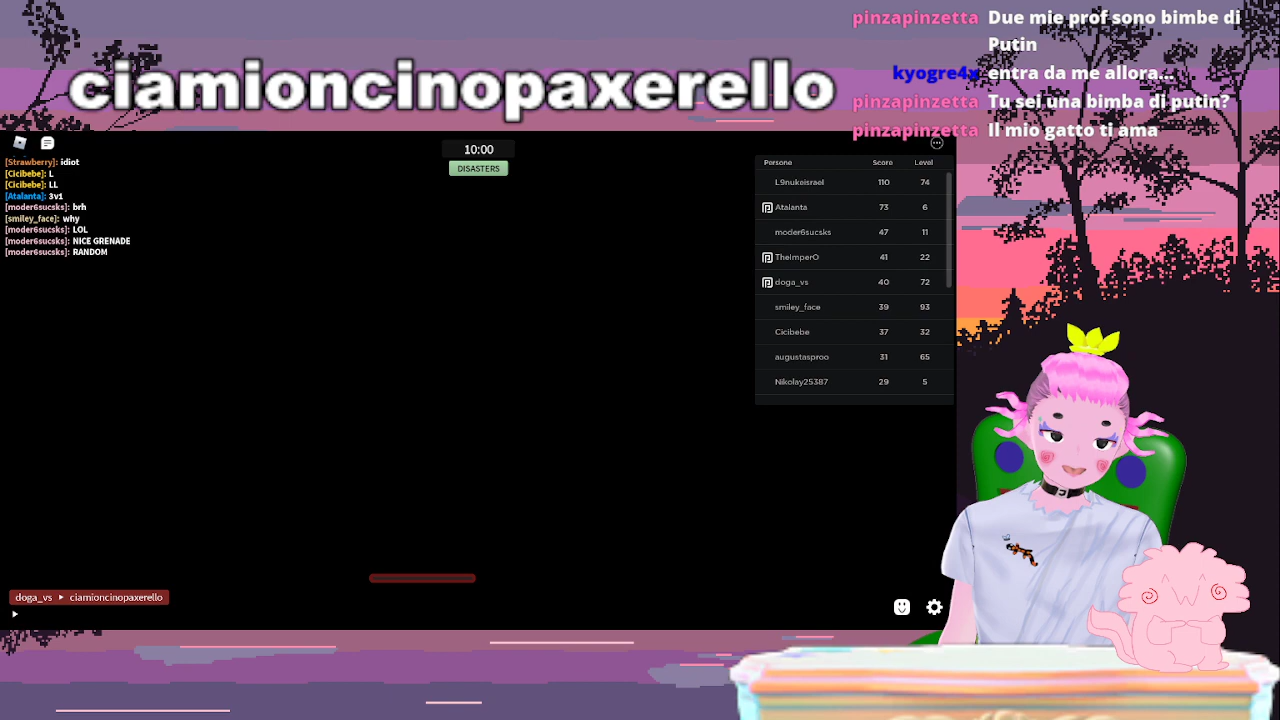 pinzapinzetta Due mie prof sono bimbe di
Putin
kyogre4x entra da me allora...
pinzapinzetta Tu sei una bimba di putin?
pinzapinzetta Il mio gatto ti ama
ciamioncinopaxerello
[Strawberry]: idiot
[Cicibebe]: L
[Cicibebe]: LL
[Atalanta]: 3v1
[moder6sucsks]: brh
[smiley_face]: why
[moder6sucsks]: LOL
[moder6sucsks]: NICE GRENADE
[moder6sucsks]: RANDOM
10:00
DISASTERS
Persone Score Level
L9nukeisrael 110 74
Atalanta 73 6
moder6sucsks 47 11
TheImperO 41 22
doga_vs 40 72
smiley_face 39 93
Cicibebe 37 32
augustasproo 31 65
Nikolay25387 29 5
doga_vs ▸ ciamioncinopaxerello